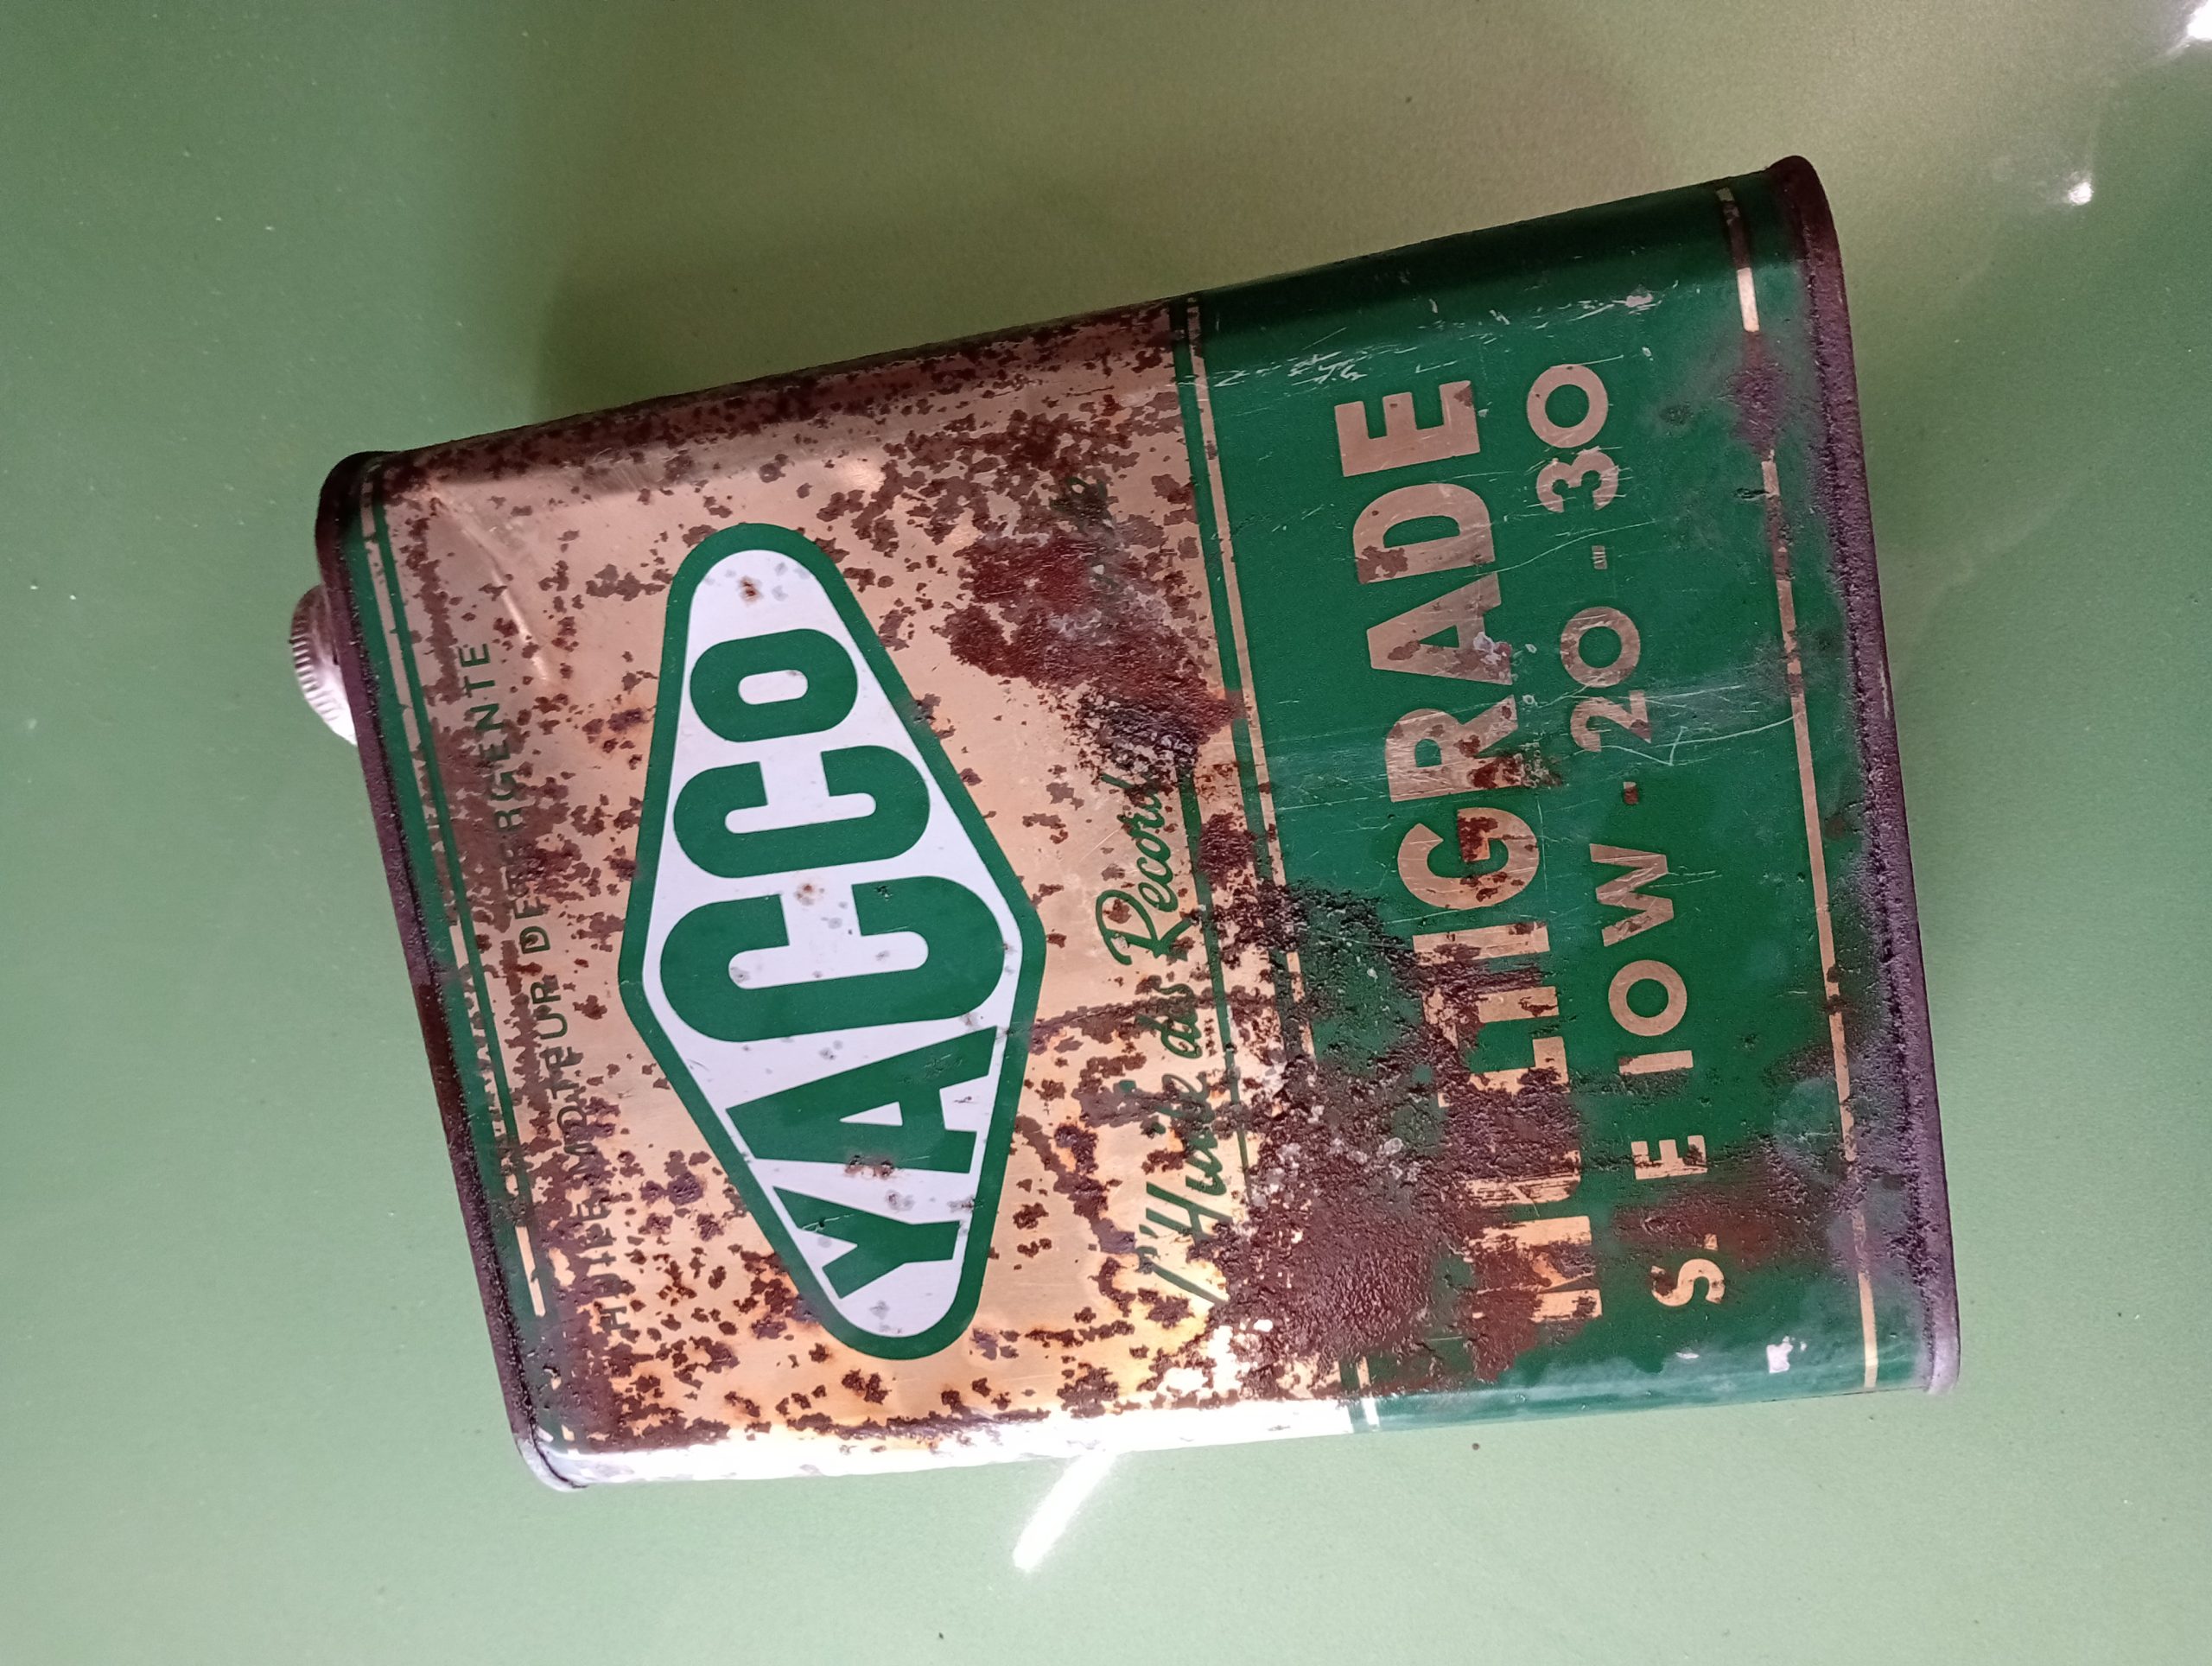 HUILE MOTEUR DETERGENTE
YACCO
l'Huile des Records
MULTIGRADE
S-E 10W-20-30